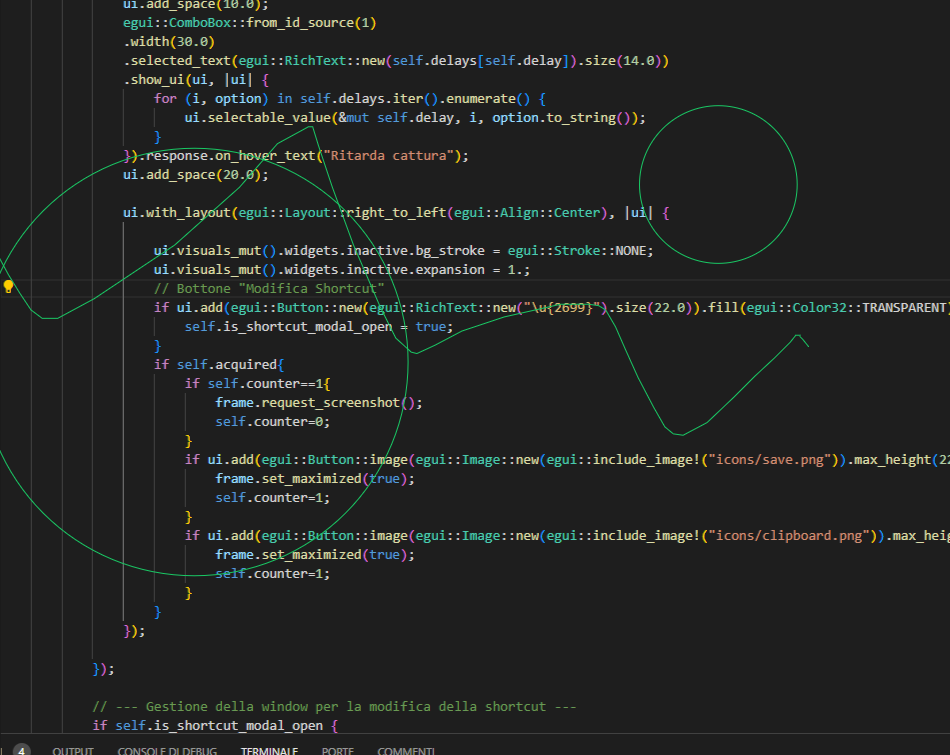 ui.add_space(10.0);
egui::ComboBox::from_id_source(1)
.width(30.0)
.selected_text(egui::RichText::new(self.delays[self.delay]).size(14.0))
.show_ui(ui, |ui| {
for (i, option) in self.delays.iter().enumerate() {
ui.selectable_value(&mut self.delay, i, option.to_string());
}
}).response.on_hover_text("Ritarda cattura");
ui.add_space(20.0);
ui.with_layout(egui::Layout::right_to_left(egui::Align::Center), |ui| {
ui.visuals_mut().widgets.inactive.bg_stroke = egui::Stroke::NONE;
ui.visuals_mut().widgets.inactive.expansion = 1.;
// Bottone "Modifica Shortcut"
if ui.add(egui::Button::new(egui::RichText::new("\u{2699}").size(22.0)).fill(egui::Color32::TRANSPARENT)
self.is_shortcut_modal_open = true;
}
if self.acquired{
if self.counter==1{
frame.request_screenshot();
self.counter=0;
}
if ui.add(egui::Button::image(egui::Image::new(egui::include_image!("icons/save.png")).max_height(22
frame.set_maximized(true);
self.counter=1;
}
if ui.add(egui::Button::image(egui::Image::new(egui::include_image!("icons/clipboard.png")).max_heig
frame.set_maximized(true);
self.counter=1;
}
}
});
});
// --- Gestione della window per la modifica della shortcut ---
if self.is_shortcut_modal_open {
4 OUTPUT CONSOLE DI DEBUG TERMINALE PORTE COMMENTI